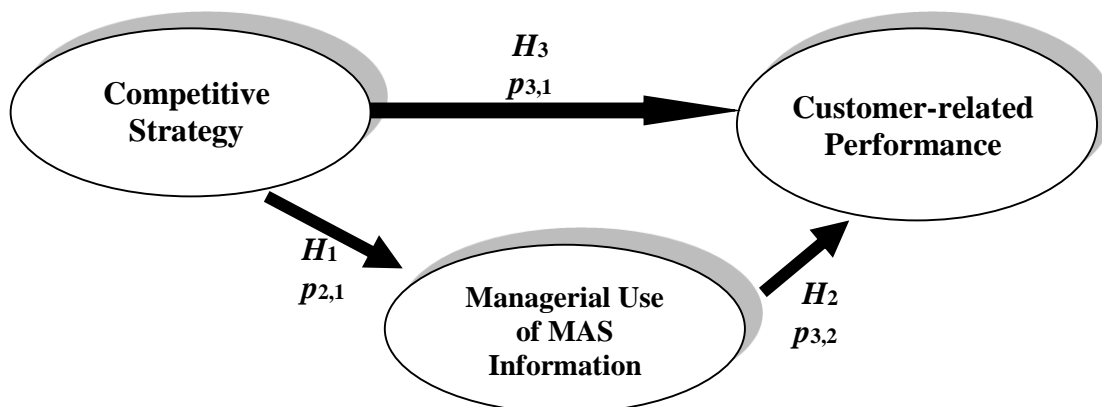 Competitive
Strategy
H3
p3,1
Customer-related
Performance
H1
p2,1
Managerial Use
of MAS
Information
H2
p3,2